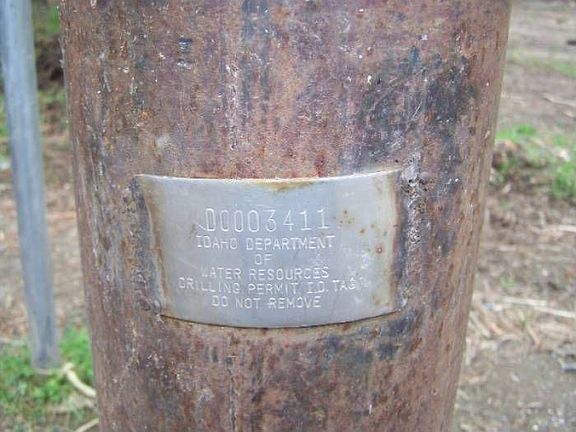 D0003411
IDAHO DEPARTMENT
OF
WATER RESOURCES
DRILLING PERMIT I.D. TAG
DO NOT REMOVE